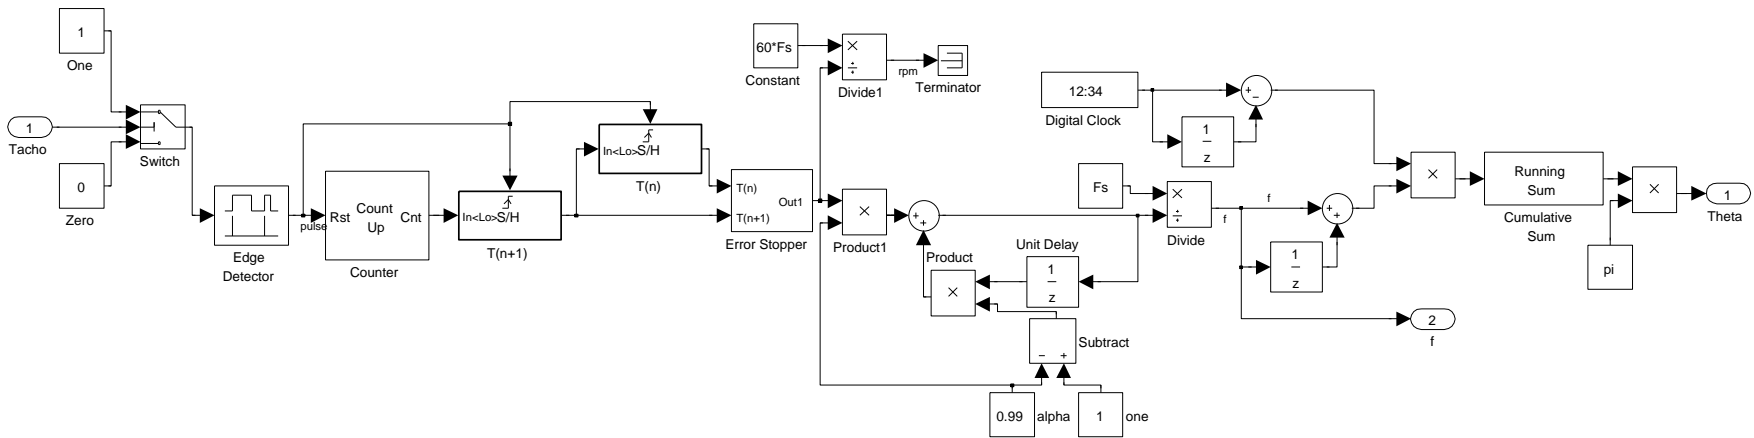 1
One
1
Tacho
0
Zero
Switch
Edge
Detector
pulse
Rst
Count
Up
Cnt
Counter
In<Lo>S/H
T(n+1)
In<Lo>S/H
T(n)
T(n)
T(n+1)
Out1
Error Stopper
60*Fs
Constant
×
÷
Divide1
rpm
Terminator
×
Product1
+
+
Product
×
Unit Delay
1
z
− +
Subtract
0.99
alpha
1
one
12:34
Digital Clock
+
−
1
z
Fs
×
÷
Divide
f
f
+
+
1
z
2
f
×
Running
Sum
Cumulative
Sum
×
pi
1
Theta